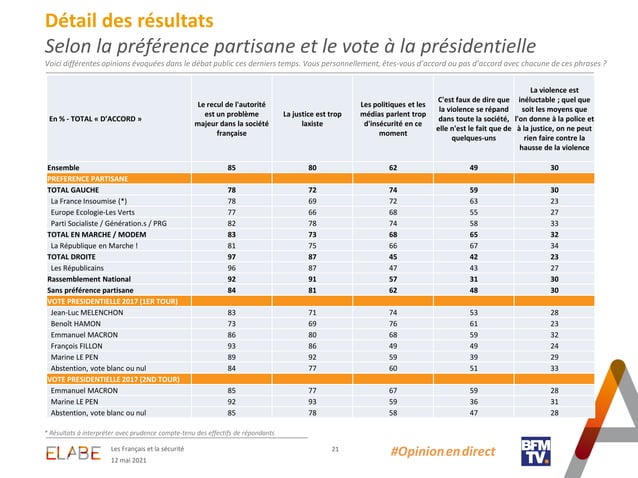 Détail des résultats
Selon la préférence partisane et le vote à la présidentielle
Voici différentes opinions évoquées dans le débat public ces derniers temps. Vous personnellement, êtes-vous d'accord ou pas d'accord avec chacune de ces phrases ?
En % - TOTAL « D'ACCORD »
Le recul de l'autorité
est un problème
majeur dans la société
française
La justice est trop
laxiste
Les politiques et les
médias parlent trop
d'insécurité en ce
moment
C'est faux de dire que
la violence se répand
dans toute la société,
elle n'est le fait que de
quelques-uns
La violence est
inéluctable ; quel que
soit les moyens que
l'on donne à la police et
à la justice, on ne peut
rien faire contre la
hausse de la violence
Ensemble 85 80 62 49 30
PREFERENCE PARTISANE
TOTAL GAUCHE 78 72 74 59 30
La France Insoumise (*) 78 69 72 63 23
Europe Ecologie-Les Verts 77 66 68 55 27
Parti Socialiste / Génération.s / PRG 82 78 74 58 33
TOTAL EN MARCHE / MODEM 83 73 68 65 32
La République en Marche ! 81 75 66 67 34
TOTAL DROITE 97 87 45 42 23
Les Républicains 96 87 47 43 27
Rassemblement National 92 91 57 31 30
Sans préférence partisane 84 81 62 48 30
VOTE PRESIDENTIELLE 2017 (1ER TOUR)
Jean-Luc MELENCHON 83 71 74 53 28
Benoît HAMON 73 69 76 61 23
Emmanuel MACRON 86 80 68 59 32
François FILLON 93 86 49 49 24
Marine LE PEN 89 92 59 39 29
Abstention, vote blanc ou nul 84 77 60 51 33
VOTE PRESIDENTIELLE 2017 (2ND TOUR)
Emmanuel MACRON 85 77 67 59 28
Marine LE PEN 92 93 59 36 31
Abstention, vote blanc ou nul 85 78 58 47 28
* Résultats à interpréter avec prudence compte-tenu des effectifs de répondants
ELABE
Les Français et la sécurité
12 mai 2021
21
#Opinionendirect
BFM
TV.